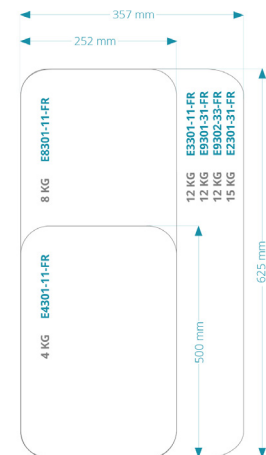 357 mm
252 mm
8 KG E8301-11-FR
12 KG E3301-11-FR
12 KG E9301-31-FR
12 KG E9302-33-FR
15 KG E2301-31-FR
4 KG E4301-11-FR
500 mm
625 mm